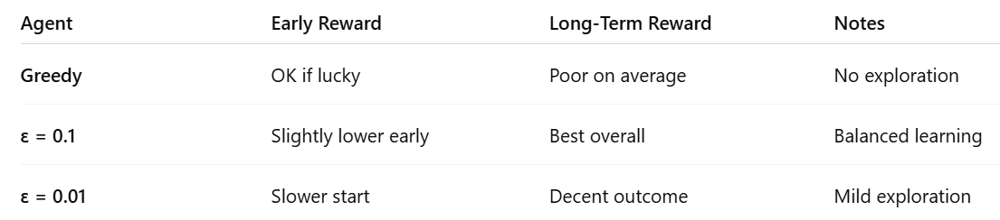 Agent Early Reward Long-Term Reward Notes
Greedy OK if lucky Poor on average No exploration
ε = 0.1 Slightly lower early Best overall Balanced learning
ε = 0.01 Slower start Decent outcome Mild exploration